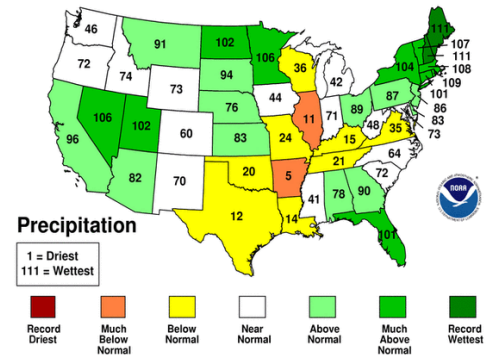 46
91
102
106
111
107
111
108
109
101
86
83
73
72
74
94
36
42
104
73
76
44
11
71
89
87
96
106
102
60
83
24
48
35
15
64
82
70
20
5
21
72
12
14
41
78
90
101
NOAA
Precipitation
1 = Driest
111 = Wettest
Record
Driest
Much
Below
Normal
Below
Normal
Near
Normal
Above
Normal
Much
Above
Normal
Record
Wettest